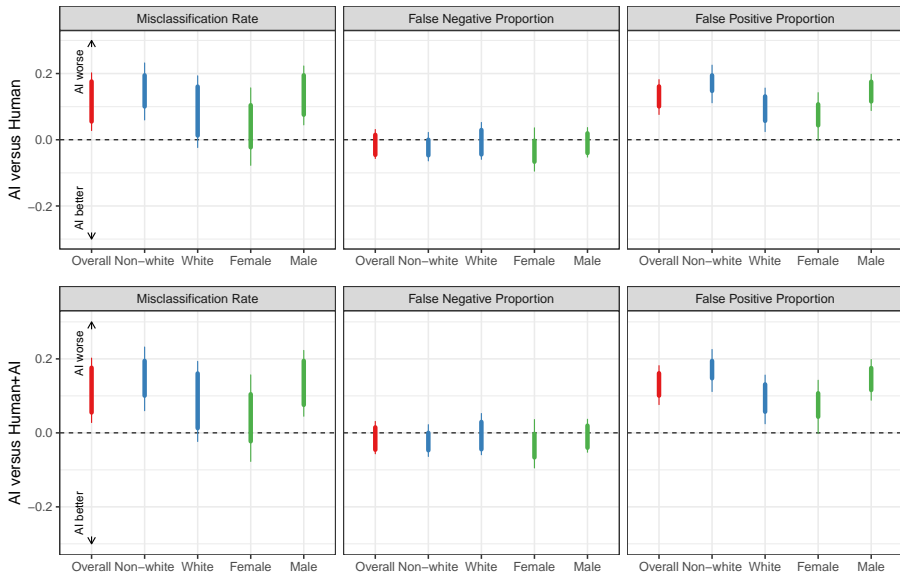 Misclassification Rate
False Negative Proportion
False Positive Proportion
AI versus Human
0.2
0.0
−0.2
AI worse
AI better
Overall Non−white White Female Male
Overall Non−white White Female Male
Overall Non−white White Female Male
Misclassification Rate
False Negative Proportion
False Positive Proportion
AI versus Human+AI
0.2
0.0
−0.2
AI worse
AI better
Overall Non−white White Female Male
Overall Non−white White Female Male
Overall Non−white White Female Male